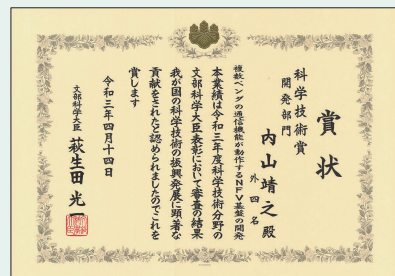 賞状
科学技術賞
開発部門
内山靖之殿
外四名
複数ベンダの通信機能が動作するNFV基盤の開発
本業績は令和三年度科学技術分野の
文部科学大臣表彰において審査の結果
我が国の科学技術の振興発展に顕著な
貢献をされたと認められましたのでこれを
賞します
令和三年四月十四日
文部科学大臣 萩生田光一